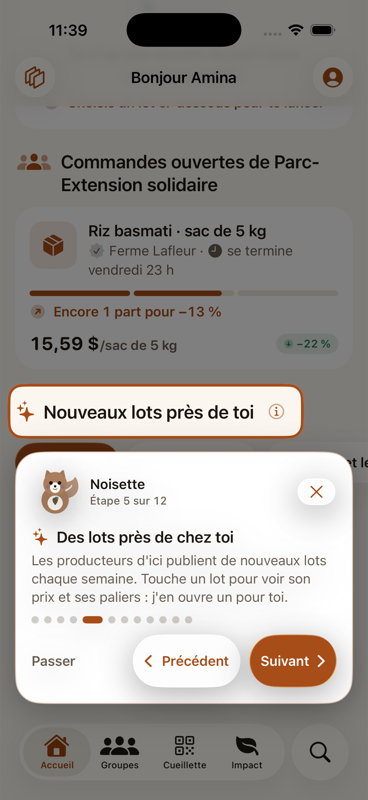 11:39
Bonjour Amina
Commandes ouvertes de Parc-
Extension solidaire
Riz basmati · sac de 5 kg
Ferme Lafleur · se termine
vendredi 23 h
Encore 1 part pour −13 %
15,59 $/sac de 5 kg
−22 %
Nouveaux lots près de toi
Noisette
Étape 5 sur 12
Des lots près de chez toi
Les producteurs d'ici publient de nouveaux lots
chaque semaine. Touche un lot pour voir son
prix et ses paliers : j'en ouvre un pour toi.
Passer
Précédent
Suivant
Accueil
Groupes
Cueillette
Impact